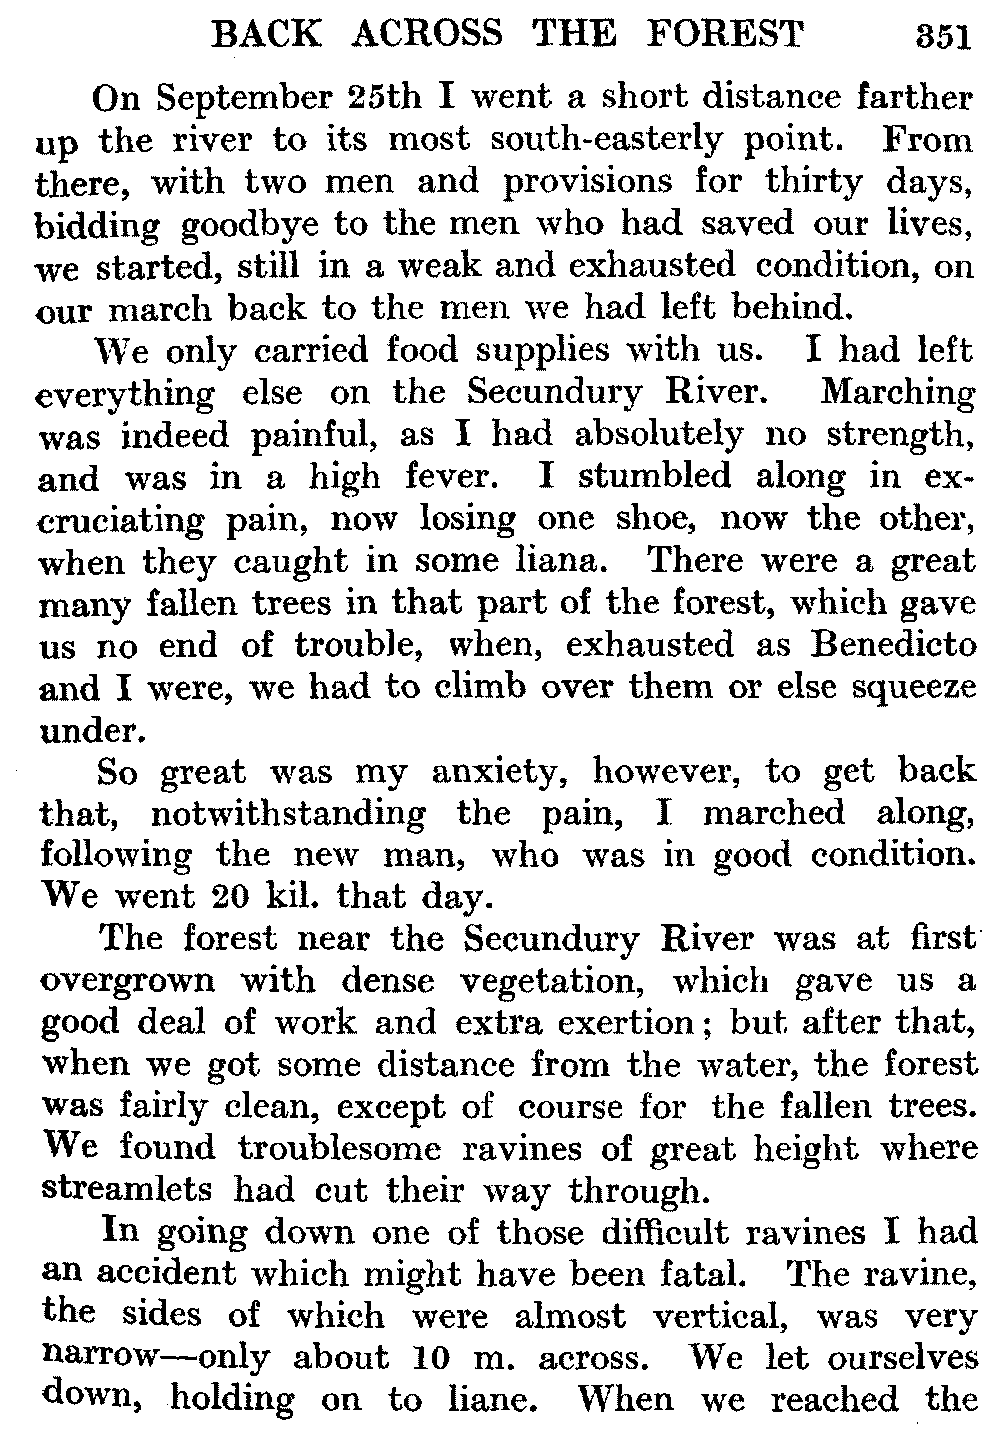 BACK ACROSS THE FOREST 351
On September 25th I went a short distance farther
up the river to its most south-easterly point. From
there, with two men and provisions for thirty days,
bidding goodbye to the men who had saved our lives,
we started, still in a weak and exhausted condition, on
our march back to the men we had left behind.
We only carried food supplies with us. I had left
everything else on the Secundury River. Marching
was indeed painful, as I had absolutely no strength,
and was in a high fever. I stumbled along in ex-
cruciating pain, now losing one shoe, now the other,
when they caught in some liana. There were a great
many fallen trees in that part of the forest, which gave
us no end of trouble, when, exhausted as Benedicto
and I were, we had to climb over them or else squeeze
under.
So great was my anxiety, however, to get back
that, notwithstanding the pain, I marched along,
following the new man, who was in good condition.
We went 20 kil. that day.
The forest near the Secundury River was at first
overgrown with dense vegetation, which gave us a
good deal of work and extra exertion; but after that,
when we got some distance from the water, the forest
was fairly clean, except of course for the fallen trees.
We found troublesome ravines of great height where
streamlets had cut their way through.
In going down one of those difficult ravines I had
an accident which might have been fatal. The ravine,
the sides of which were almost vertical, was very
narrow—only about 10 m. across. We let ourselves
down, holding on to liane. When we reached the